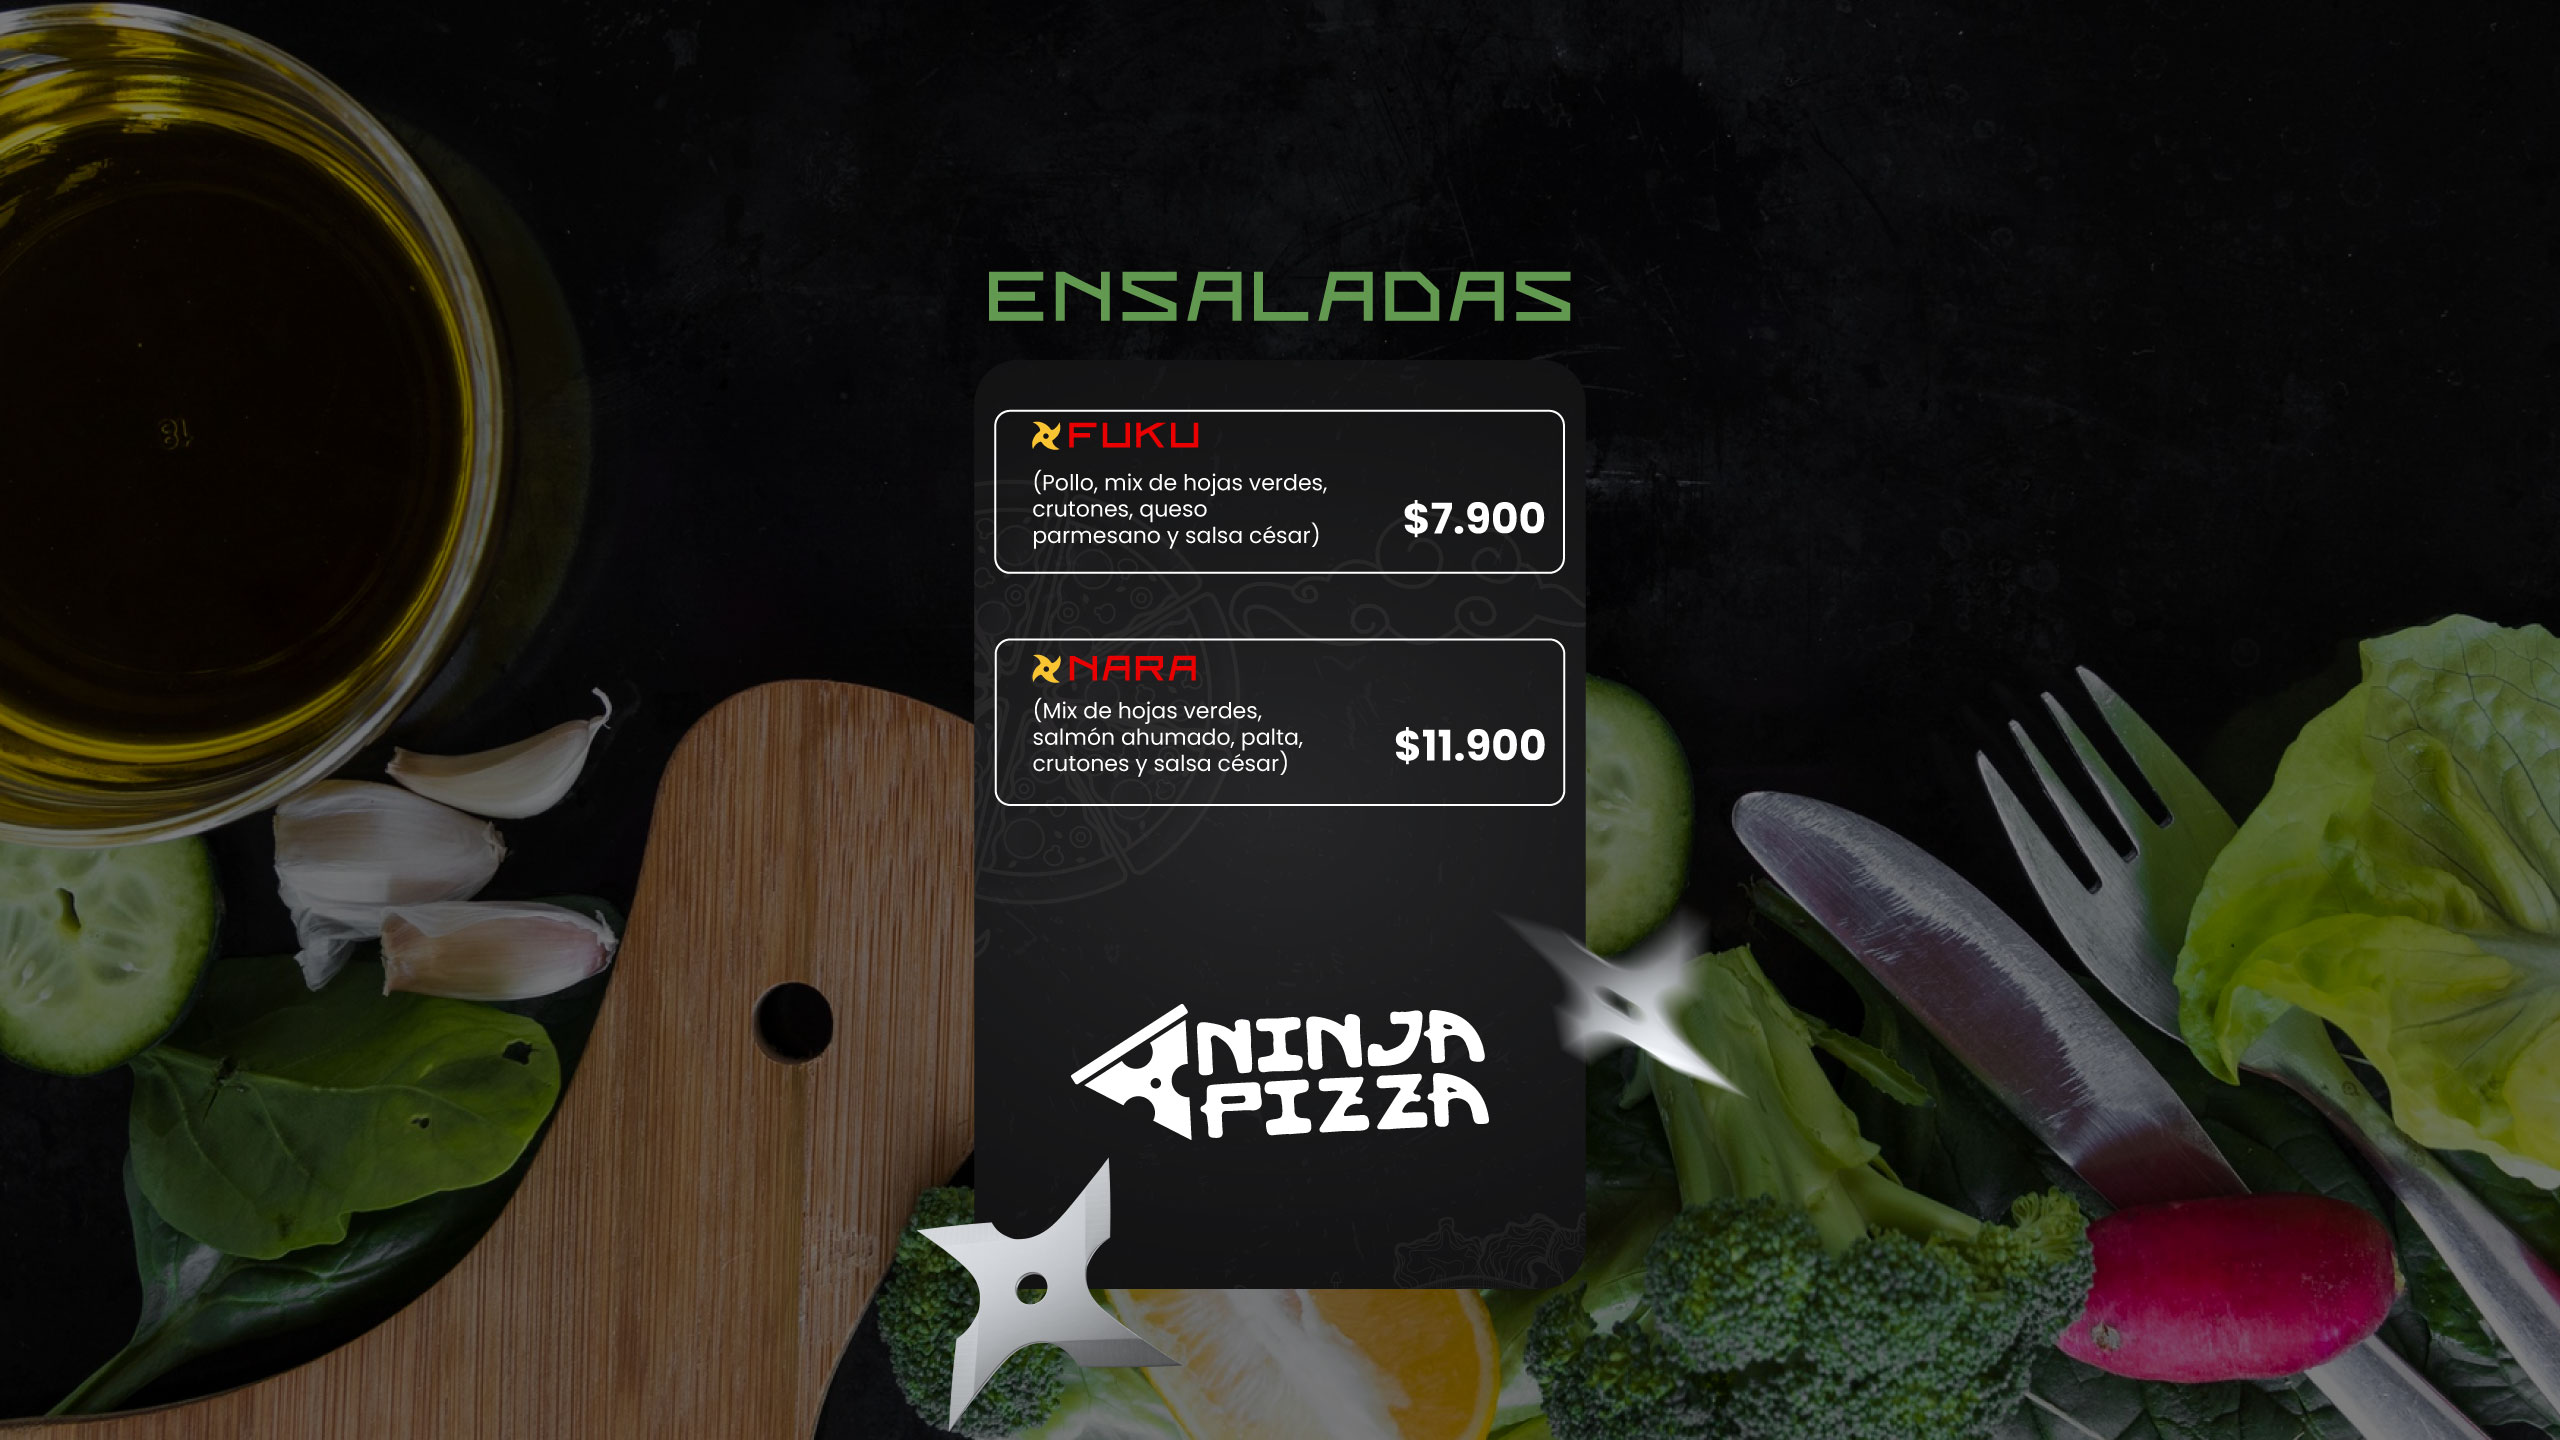 ENSALADAS
FUKU
(Pollo, mix de hojas verdes,
crutones, queso
parmesano y salsa césar)
$7.900
NARA
(Mix de hojas verdes,
salmón ahumado, palta,
crutones y salsa césar)
$11.900
NINJA
PIZZA